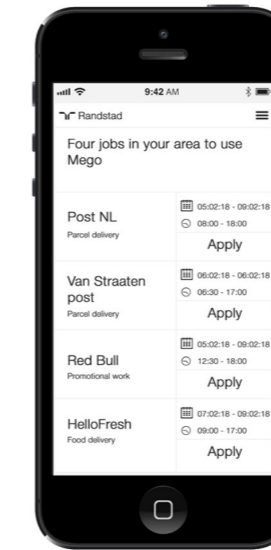 9:42 AM
Randstad
Four jobs in your area to use
Mego
Post NL
Parcel delivery
05:02:18 - 09:02:18
08:00 - 18:00
Apply
Van Straaten
post
Parcel delivery
06:02:18 - 06:02:18
06:30 - 17:00
Apply
Red Bull
Promotional work
05:02:18 - 09:02:18
12:30 - 18:00
Apply
HelloFresh
Food delivery
07:02:18 - 09:02:18
09:00 - 17:00
Apply